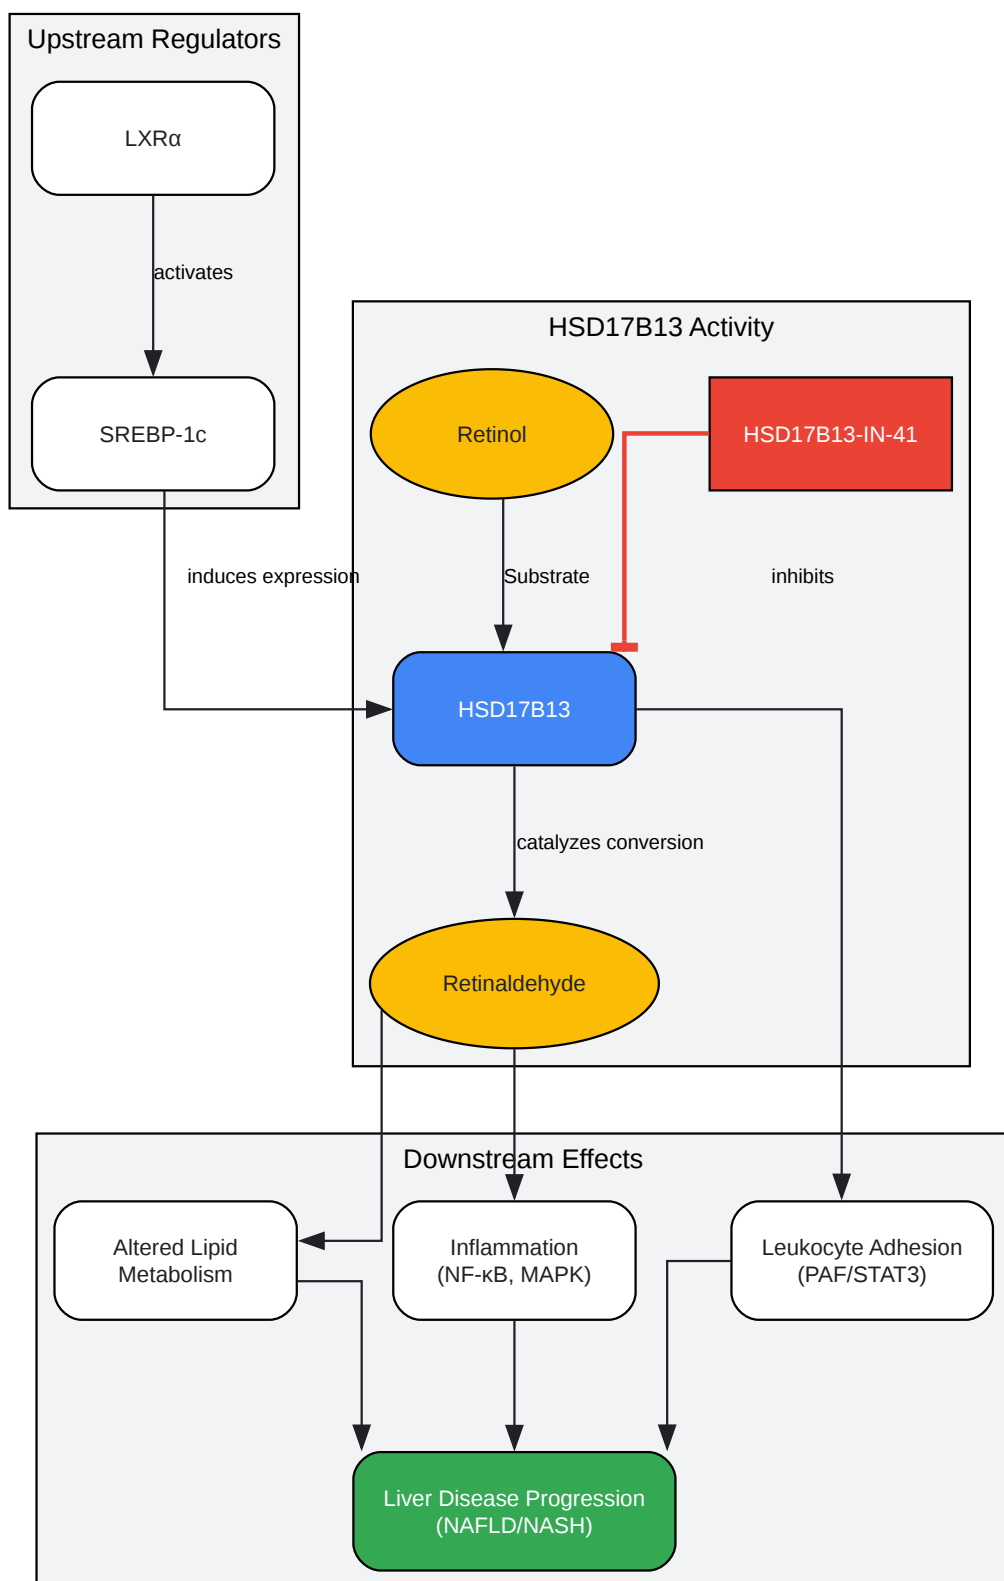 Upstream Regulators
LXRα
activates
SREBP-1c
HSD17B13 Activity
Retinol
HSD17B13-IN-41
induces expression
Substrate
inhibits
HSD17B13
catalyzes conversion
Retinaldehyde
Downstream Effects
Altered Lipid
Metabolism
Inflammation
(NF-κB, MAPK)
Leukocyte Adhesion
(PAF/STAT3)
Liver Disease Progression
(NAFLD/NASH)